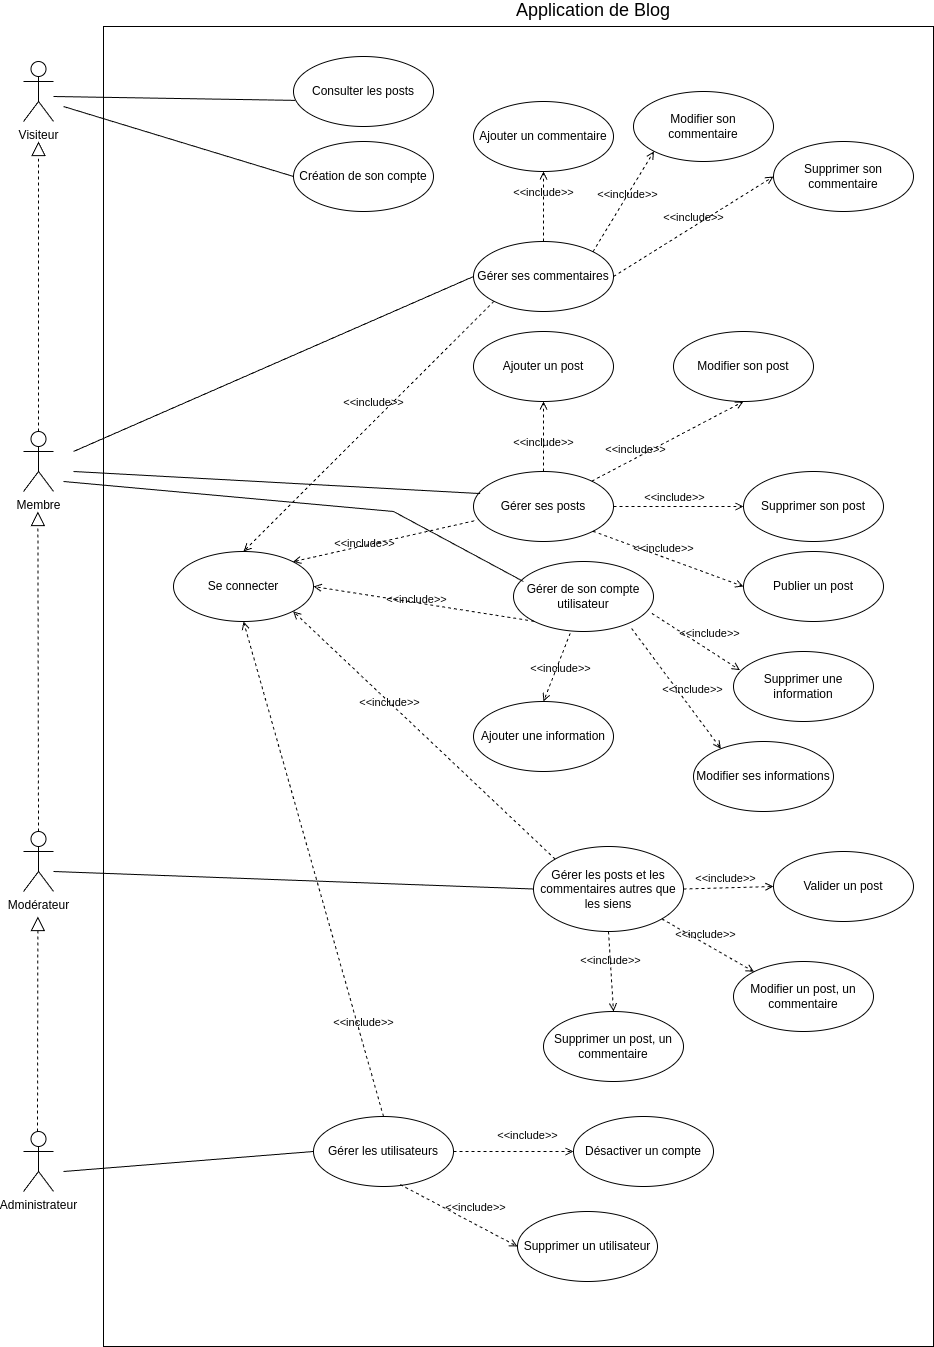 Application de Blog
Visiteur
Consulter les posts
Création de son compte
Ajouter un commentaire
Modifier son
commentaire
Supprimer son
commentaire
<<include>>
<<include>>
<<include>>
Gérer ses commentaires
<<include>>
Ajouter un post
Modifier son post
<<include>>
<<include>>
Membre
Gérer ses posts
<<include>>
Supprimer son post
<<include>>
<<include>>
Se connecter
Gérer de son compte
utilisateur
Publier un post
<<include>>
<<include>>
<<include>>
<<include>>
Supprimer une
information
<<include>>
Ajouter une information
Modifier ses informations
Modérateur
Gérer les posts et les
commentaires autres que
les siens
<<include>>
Valider un post
<<include>>
<<include>>
Modifier un post, un
commentaire
<<include>>
Supprimer un post, un
commentaire
Administrateur
Gérer les utilisateurs
<<include>>
Désactiver un compte
<<include>>
Supprimer un utilisateur